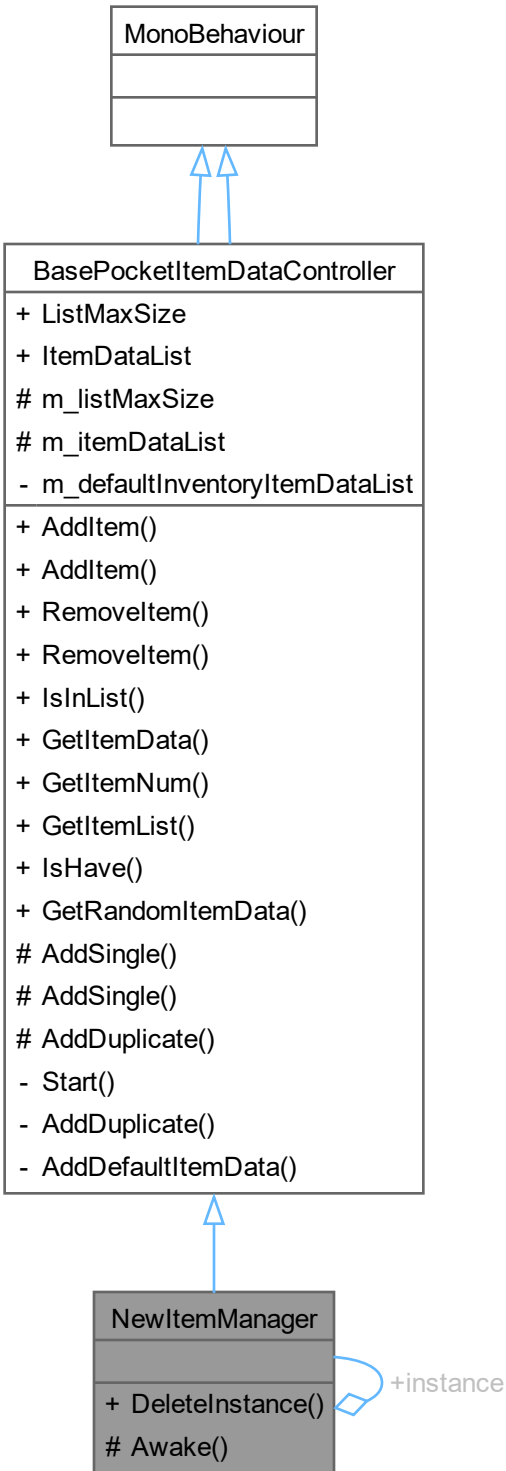 MonoBehaviour
BasePocketItemDataController
+ ListMaxSize
+ ItemDataList
# m_listMaxSize
# m_itemDataList
- m_defaultInventoryItemDataList
+ AddItem()
+ AddItem()
+ RemoveItem()
+ RemoveItem()
+ IsInList()
+ GetItemData()
+ GetItemNum()
+ GetItemList()
+ IsHave()
+ GetRandomItemData()
# AddSingle()
# AddSingle()
# AddDuplicate()
- Start()
- AddDuplicate()
- AddDefaultItemData()
NewItemManager
+instance
+ DeleteInstance()
# Awake()